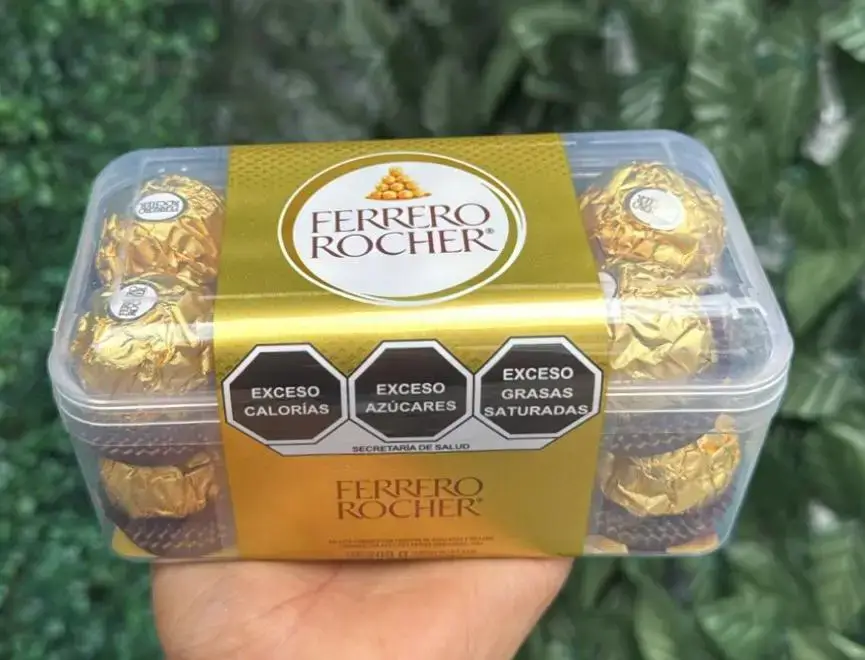 FERRERO
ROCHER®
EXCESO
CALORÍAS
EXCESO
AZÚCARES
EXCESO
GRASAS
SATURADAS
SECRETARÍA DE SALUD
FERRERO
ROCHER®